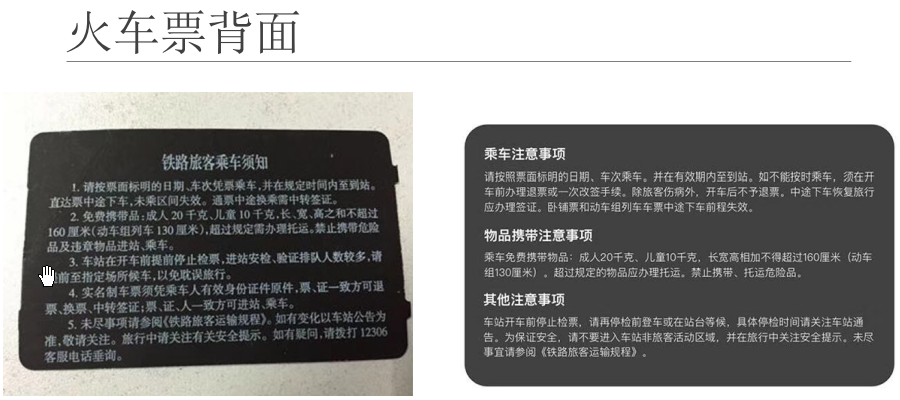 火车票背面
铁路旅客乘车须知
1. 请按票面标明的日期、车次凭票乘车,并在规定时间内至到站。
直达票中途下车,未乘区间失效。通票中途换乘需中转签证。
2. 免费携带品:成人 20 千克、儿童 10 千克,长、宽、高之和不超过
160 厘米(动车组列车 130 厘米),超过规定需办理托运。禁止携带危险
品及违章物品进站、乘车。
3. 车站在开车前提前停止检票,进站安检、验证排队人数较多,请
前至指定场所候车,以免耽误旅行。
4. 实名制车票须凭乘车人有效身份证件原件,票、证一致方可退
票、换票、中转签证;票、证、人一致方可进站、乘车。
5. 未尽事项请参阅《铁路旅客运输规程》。如有变化以车站公告为
准,敬请关注。旅行中请关注有关安全提示。如有疑问,请拨打 12306
客服电话垂询。
乘车注意事项
请按照票面标明的日期、车次乘车。并在有效期内至到站。如不能按时乘车，须在开
车前办理退票或一次改签手续。除旅客伤病外，开车后不予退票。中途下车恢复旅行
应办理签证。卧铺票和动车组列车车票中途下车前程失效。
物品携带注意事项
乘车免费携带物品：成人20千克、儿童10千克，长宽高相加不得超过160厘米（动车
组130厘米）。超过规定的物品应办理托运。禁止携带、托运危险品。
其他注意事项
车站开车前停止检票，请再停检前登车或在站台等候，具体停检时间请关注车站通
告。为保证安全，请不要进入车站非旅客活动区域，并在旅行中关注安全提示。未尽
事宜请参阅《铁路旅客运输规程》。